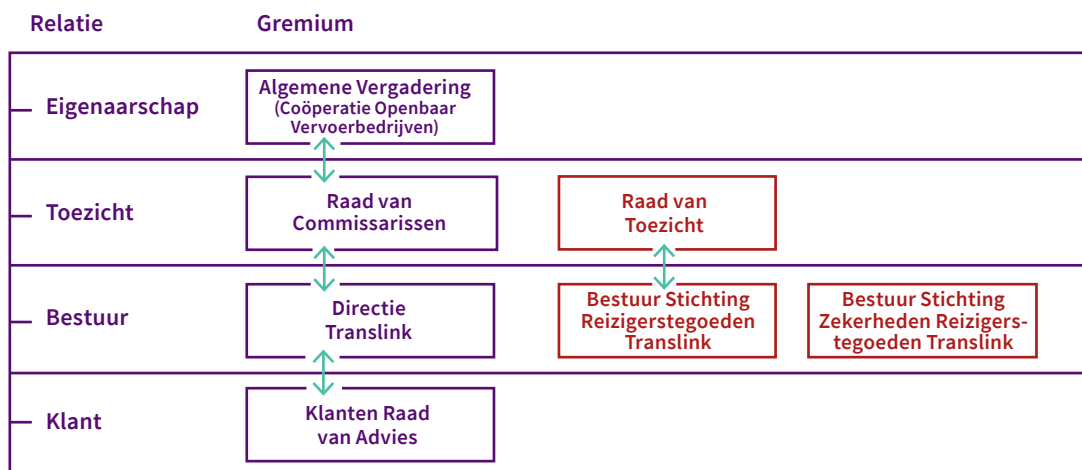 Relatie
Gremium
Eigenaarschap
Algemene Vergadering
(Coöperatie Openbaar
Vervoerbedrijven)
Toezicht
Raad van
Commissarissen
Raad van
Toezicht
Bestuur
Directie
Translink
Bestuur Stichting
Reizigerstegoeden
Translink
Bestuur Stichting
Zekerheden Reizigers-
tegoeden Translink
Klant
Klanten Raad
van Advies